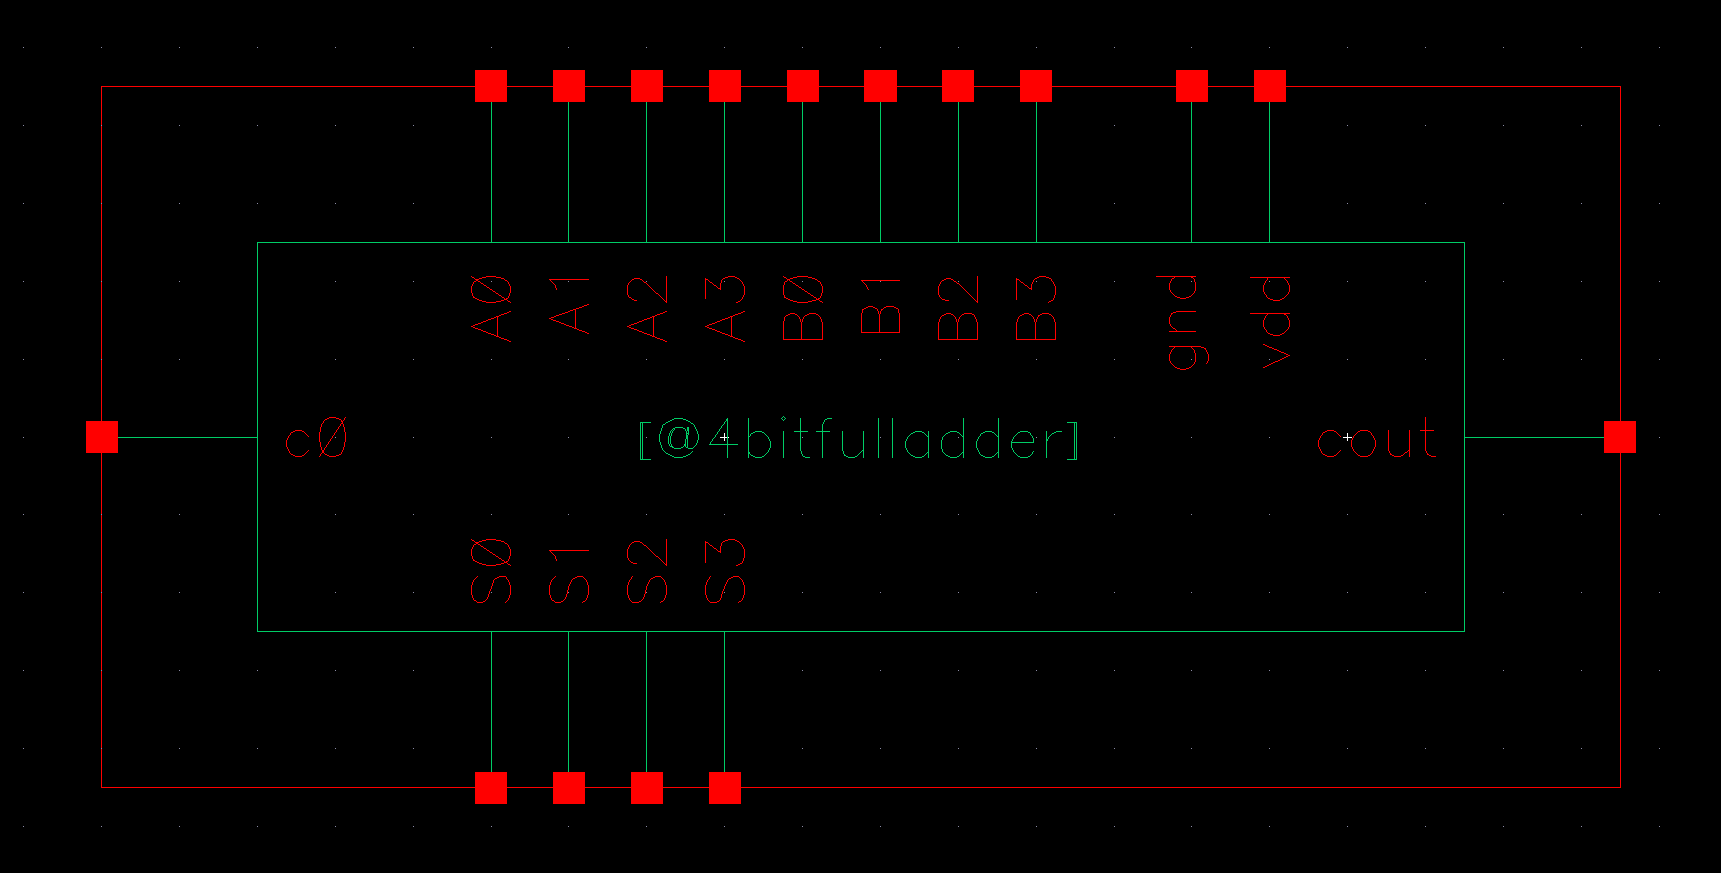 A0 A1 A2 A3 B0 B1 B2 B3 gnd vdd
c0 [@4bitfulladder] cout
S0 S1 S2 S3